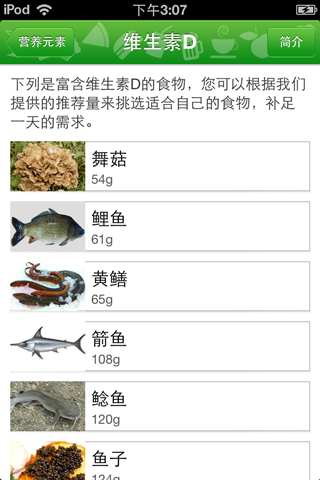 iPod 下午3:07
营养元素 维生素D 简介
下列是富含维生素D的食物，您可以根据我们
提供的推荐量来挑选适合自己的食物，补足
一天的需求。
舞菇
54g
鲤鱼
61g
黄鳝
65g
箭鱼
108g
鲶鱼
120g
鱼子
124g